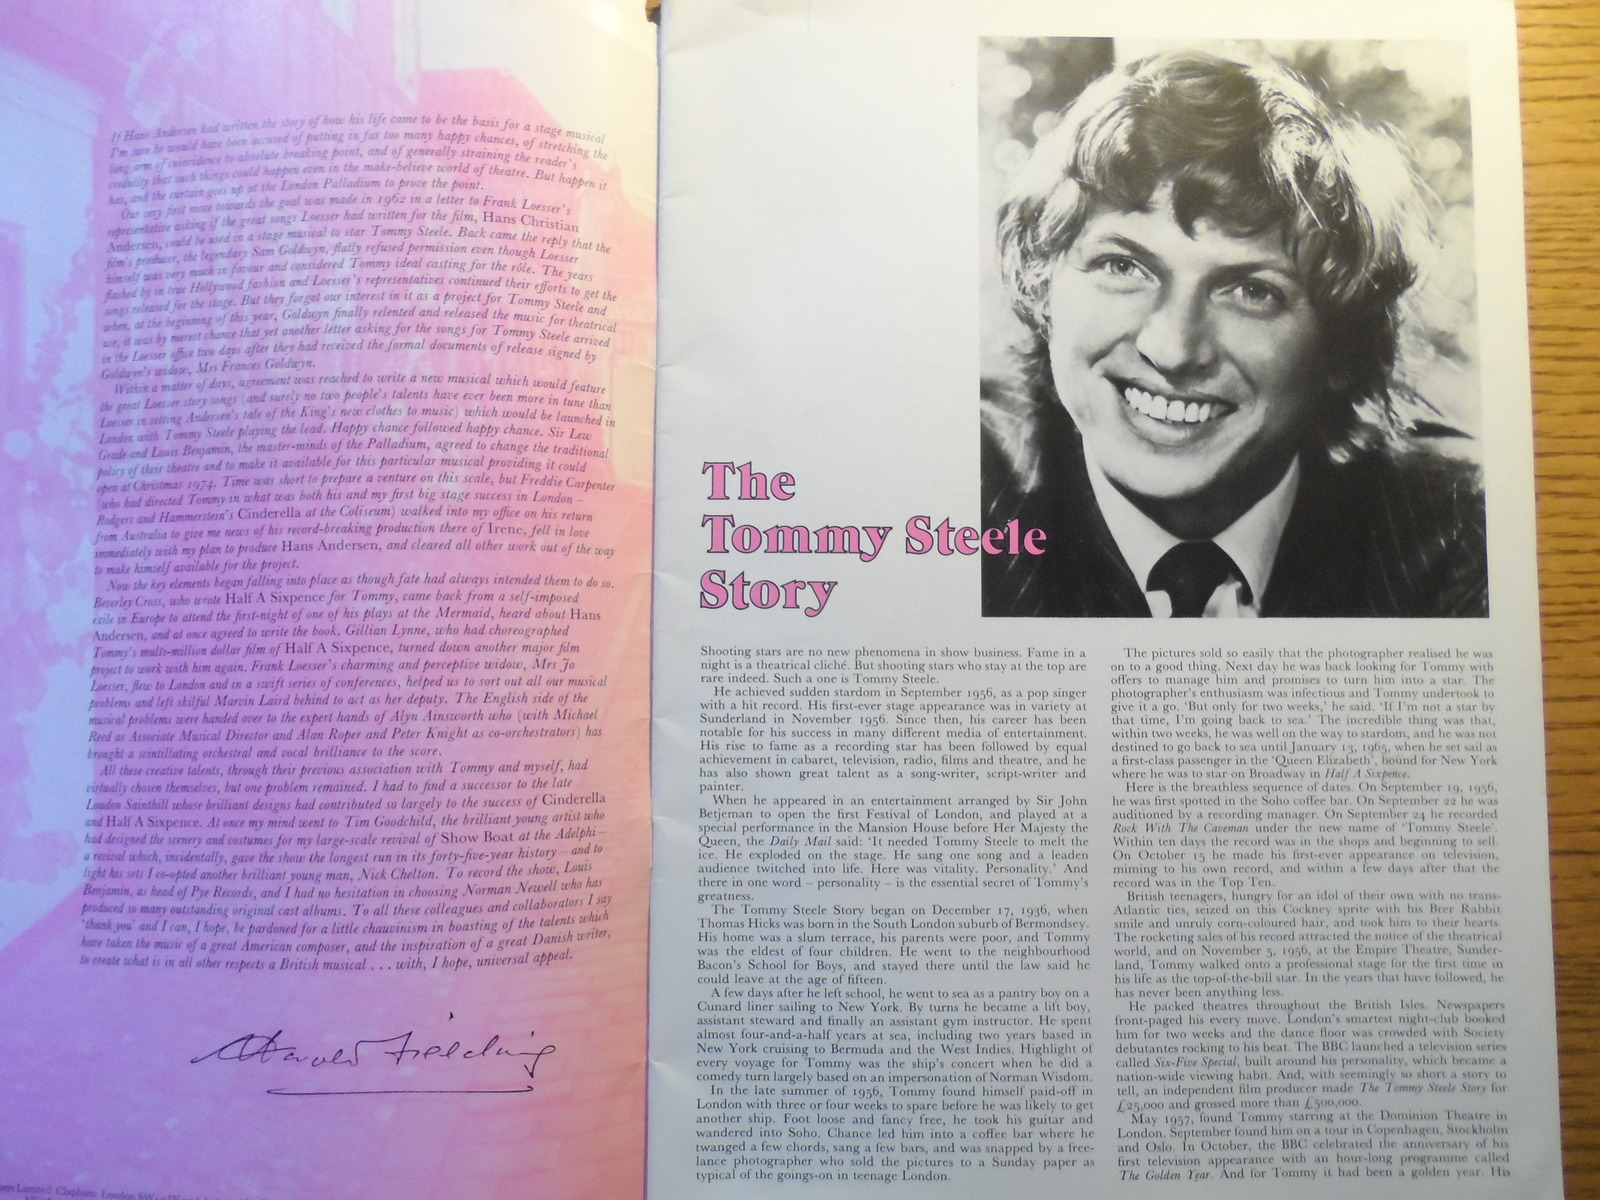 If Hans Andersen had written the story of how his life came to be the basis for a stage musical
I'm sure he would have been accused of putting in far too many happy chances, of stretching the
long arm of coincidence to absolute breaking point, and of generally straining the reader's
credulity that such things could happen even in the make-believe world of theatre. But happen it
has, and the curtain goes up at the London Palladium to prove the point.
Our very first move towards the goal was made in 1962 in a letter to Frank Loesser's
representative asking if the great songs Loesser had written for the film, Hans Christian
Andersen, could be used in a stage musical to star Tommy Steele. Back came the reply that the
film's producer, the legendary Sam Goldwyn, flatly refused permission even though Loesser
himself was very much in favour and considered Tommy ideal casting for the rôle. The years
flashed by in true Hollywood fashion and Loesser's representatives continued their efforts to get the
songs released for the stage. But they forgot our interest in it as a project for Tommy Steele and
when, at the beginning of this year, Goldwyn finally relented and released the music for theatrical
use, it was by merest chance that yet another letter asking for the songs for Tommy Steele arrived
in the Loesser office two days after they had received the formal documents of release signed by
Goldwyn's widow, Mrs Frances Goldwyn.
Within a matter of days, agreement was reached to write a new musical which would feature
the great Loesser story songs (and surely no two people's talents have ever been more in tune than
Loesser in setting Andersen's tale of the King's new clothes to music) which would be launched in
London with Tommy Steele playing the lead. Happy chance followed happy chance. Sir Lew
Grade and Louis Benjamin, the master-minds of the Palladium, agreed to change the traditional
policy of their theatre and to make it available for this particular musical providing it could
open at Christmas 1974. Time was short to prepare a venture on this scale, but Freddie Carpenter
(who had directed Tommy in what was both his and my first big stage success in London –
Rodgers and Hammerstein's Cinderella at the Coliseum) walked into my office on his return
from Australia to give me news of his record-breaking production there of Irene, fell in love
immediately with my plan to produce Hans Andersen, and cleared all other work out of the way
to make himself available for the project.
Now the key elements began falling into place as though fate had always intended them to do so.
Beverley Cross, who wrote Half A Sixpence for Tommy, came back from a self-imposed
exile in Europe to attend the first-night of one of his plays at the Mermaid, heard about Hans
Andersen, and at once agreed to write the book. Gillian Lynne, who had choreographed
Tommy's multi-million dollar film of Half A Sixpence, turned down another major film
project to work with him again. Frank Loesser's charming and perceptive widow, Mrs Jo
Loesser, flew to London and in a swift series of conferences, helped us to sort out all our musical
problems and left skilful Marvin Laird behind to act as her deputy. The English side of the
musical problems were handed over to the expert hands of Alyn Ainsworth who (with Michael
Reed as Associate Musical Director and Alan Roper and Peter Knight as co-orchestrators) has
brought a scintillating orchestral and vocal brilliance to the score.
All these creative talents, through their previous association with Tommy and myself, had
virtually chosen themselves, but one problem remained. I had to find a successor to the late
Loudon Sainthill whose brilliant designs had contributed so largely to the success of Cinderella
and Half A Sixpence. At once my mind went to Tim Goodchild, the brilliant young artist who
had designed the scenery and costumes for my large-scale revival of Show Boat at the Adelphi –
a revival which, incidentally, gave the show the longest run in its forty-five-year history – and to
light his sets I co-opted another brilliant young man, Nick Chelton. To record the show, Louis
Benjamin, as head of Pye Records, and I had no hesitation in choosing Norman Newell who has
produced so many outstanding original cast albums. To all these colleagues and collaborators I say
'thank you' and I can, I hope, be pardoned for a little chauvinism in boasting of the talents which
have taken the music of a great American composer, and the inspiration of a great Danish writer,
to create what is in all other respects a British musical . . . with, I hope, universal appeal.
Harold Fielding
The
Tommy Steele
Story
Shooting stars are no new phenomena in show business. Fame in a
night is a theatrical cliché. But shooting stars who stay at the top are
rare indeed. Such a one is Tommy Steele.
He achieved sudden stardom in September 1956, as a pop singer
with a hit record. His first-ever stage appearance was in variety at
Sunderland in November 1956. Since then, his career has been
notable for his success in many different media of entertainment.
His rise to fame as a recording star has been followed by equal
achievement in cabaret, television, radio, films and theatre, and he
has also shown great talent as a song-writer, script-writer and
painter.
When he appeared in an entertainment arranged by Sir John
Betjeman to open the first Festival of London, and played at a
special performance in the Mansion House before Her Majesty the
Queen, the Daily Mail said: 'It needed Tommy Steele to melt the
ice. He exploded on the stage. He sang one song and a leaden
audience twitched into life. Here was vitality. Personality.' And
there in one word – personality – is the essential secret of Tommy's
greatness.
The Tommy Steele Story began on December 17, 1936, when
Thomas Hicks was born in the South London suburb of Bermondsey.
His home was a slum terrace, his parents were poor, and Tommy
was the eldest of four children. He went to the neighbourhood
Bacon's School for Boys, and stayed there until the law said he
could leave at the age of fifteen.
A few days after he left school, he went to sea as a pantry boy on a
Cunard liner sailing to New York. By turns he became a lift boy,
assistant steward and finally an assistant gym instructor. He spent
almost four-and-a-half years at sea, including two years based in
New York cruising to Bermuda and the West Indies. Highlight of
every voyage for Tommy was the ship's concert when he did a
comedy turn largely based on an impersonation of Norman Wisdom.
In the late summer of 1956, Tommy found himself paid-off in
London with three or four weeks to spare before he was likely to get
another ship. Foot loose and fancy free, he took his guitar and
wandered into Soho. Chance led him into a coffee bar where he
twanged a few chords, sang a few bars, and was snapped by a free-
lance photographer who sold the pictures to a Sunday paper as
typical of the goings-on in teenage London.
The pictures sold so easily that the photographer realised he was
on to a good thing. Next day he was back looking for Tommy with
offers to manage him and promises to turn him into a star. The
photographer's enthusiasm was infectious and Tommy undertook to
give it a go. 'But only for two weeks,' he said. 'If I'm not a star by
that time, I'm going back to sea.' The incredible thing was that,
within two weeks, he was well on the way to stardom, and he was not
destined to go back to sea until January 13, 1965, when he set sail as
a first-class passenger in the 'Queen Elizabeth', bound for New York
where he was to star on Broadway in Half A Sixpence.
Here is the breathless sequence of dates. On September 19, 1956,
he was first spotted in the Soho coffee bar. On September 22 he was
auditioned by a recording manager. On September 24 he recorded
Rock With The Caveman under the new name of 'Tommy Steele'.
Within ten days the record was in the shops and beginning to sell.
On October 15 he made his first-ever appearance on television,
miming to his own record, and within a few days after that the
record was in the Top Ten.
British teenagers, hungry for an idol of their own with no trans-
Atlantic ties, seized on this Cockney sprite with his Brer Rabbit
smile and unruly corn-coloured hair, and took him to their hearts.
The rocketing sales of his record attracted the notice of the theatrical
world, and on November 5, 1956, at the Empire Theatre, Sunder-
land, Tommy walked onto a professional stage for the first time in
his life as the top-of-the-bill star. In the years that have followed, he
has never been anything less.
He packed theatres throughout the British Isles. Newspapers
front-paged his every move. London's smartest night-club booked
him for two weeks and the dance floor was crowded with Society
debutantes rocking to his beat. The BBC launched a television series
called Six-Five Special, built around his personality, which became a
nation-wide viewing habit. And, with seemingly so short a story to
tell, an independent film producer made The Tommy Steele Story for
£25,000 and grossed more than £500,000.
May 1957, found Tommy starring at the Dominion Theatre in
London. September found him on a tour in Copenhagen, Stockholm
and Oslo. In October, the BBC celebrated the anniversary of his
first television appearance with an hour-long programme called
The Golden Year. And for Tommy it had been a golden year. His